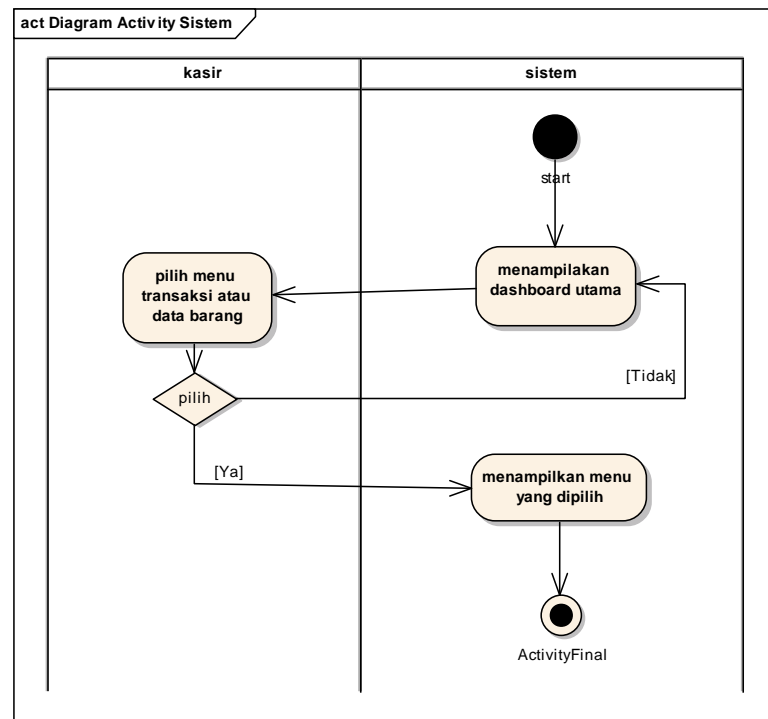 act Diagram Activity Sistem
kasir
sistem
start
menampilakan
dashboard utama
pilih menu
transaksi atau
data barang
pilih
[Tidak]
[Ya]
menampilkan menu
yang dipilih
ActivityFinal